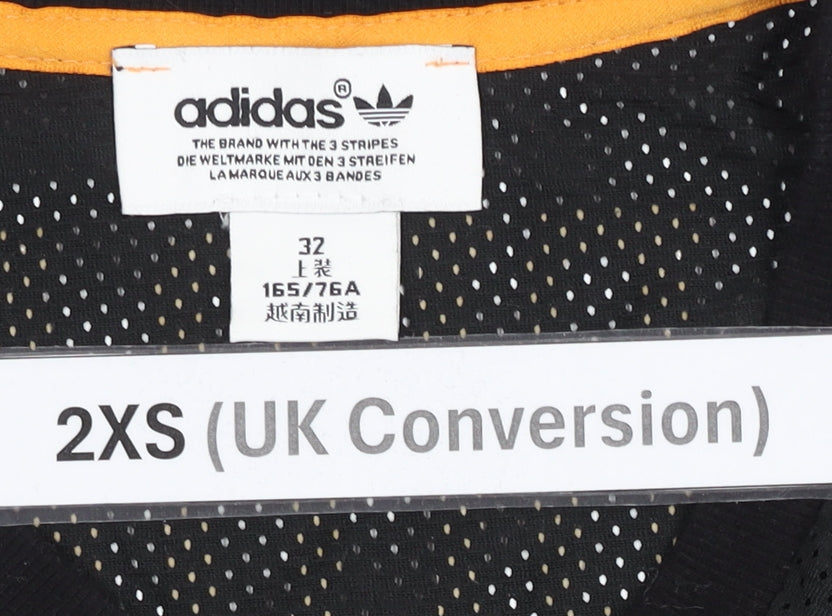 adidas®
THE BRAND WITH THE 3 STRIPES
DIE WELTMARKE MIT DEN 3 STREIFEN
LA MARQUE AUX 3 BANDES
32
上装
165/76A
越南制造
2XS (UK Conversion)